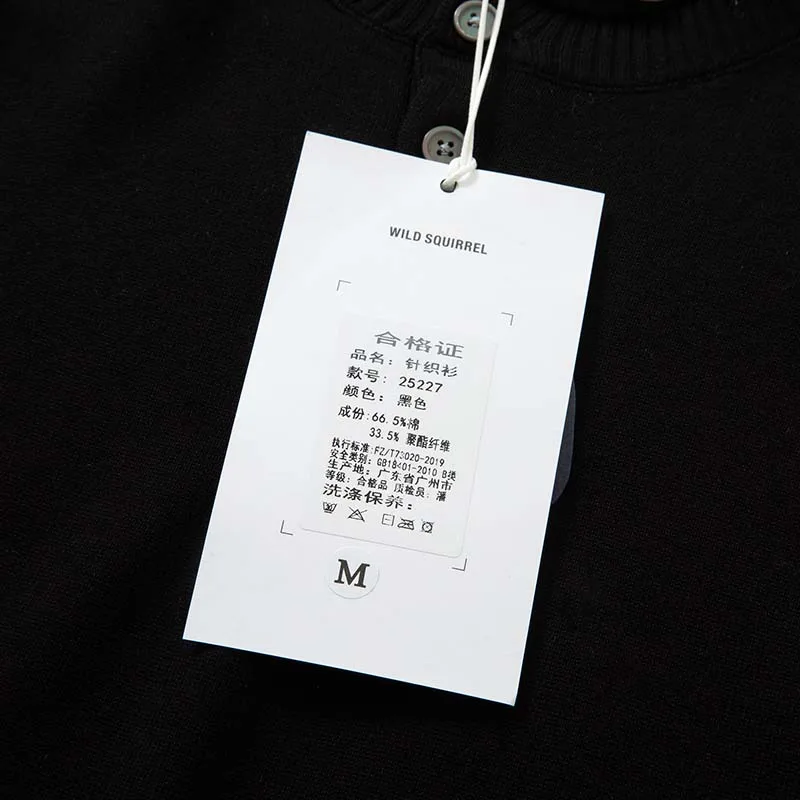 WILD SQUIRREL
合格证
品名：针织衫
款号：25227
颜色：黑色
成份:66.5%棉
33.5% 聚酯纤维
执行标准:FZ/T73020-2019
安全类别：GB18401-2010 B类
生产地：广东省广州市
等级：合格品 质检员：潘
洗涤保养：
M